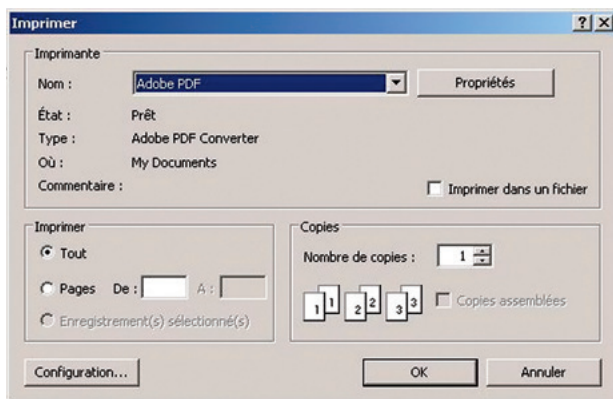 Imprimer
Imprimante
Nom : Adobe PDF Propriétés
État : Prêt
Type : Adobe PDF Converter
Où : My Documents
Commentaire : Imprimer dans un fichier
Imprimer
Tout
Pages De : A :
Enregistrement(s) sélectionné(s)
Copies
Nombre de copies : 1
1 1 2 2 3 3 Copies assemblées
Configuration... OK Annuler